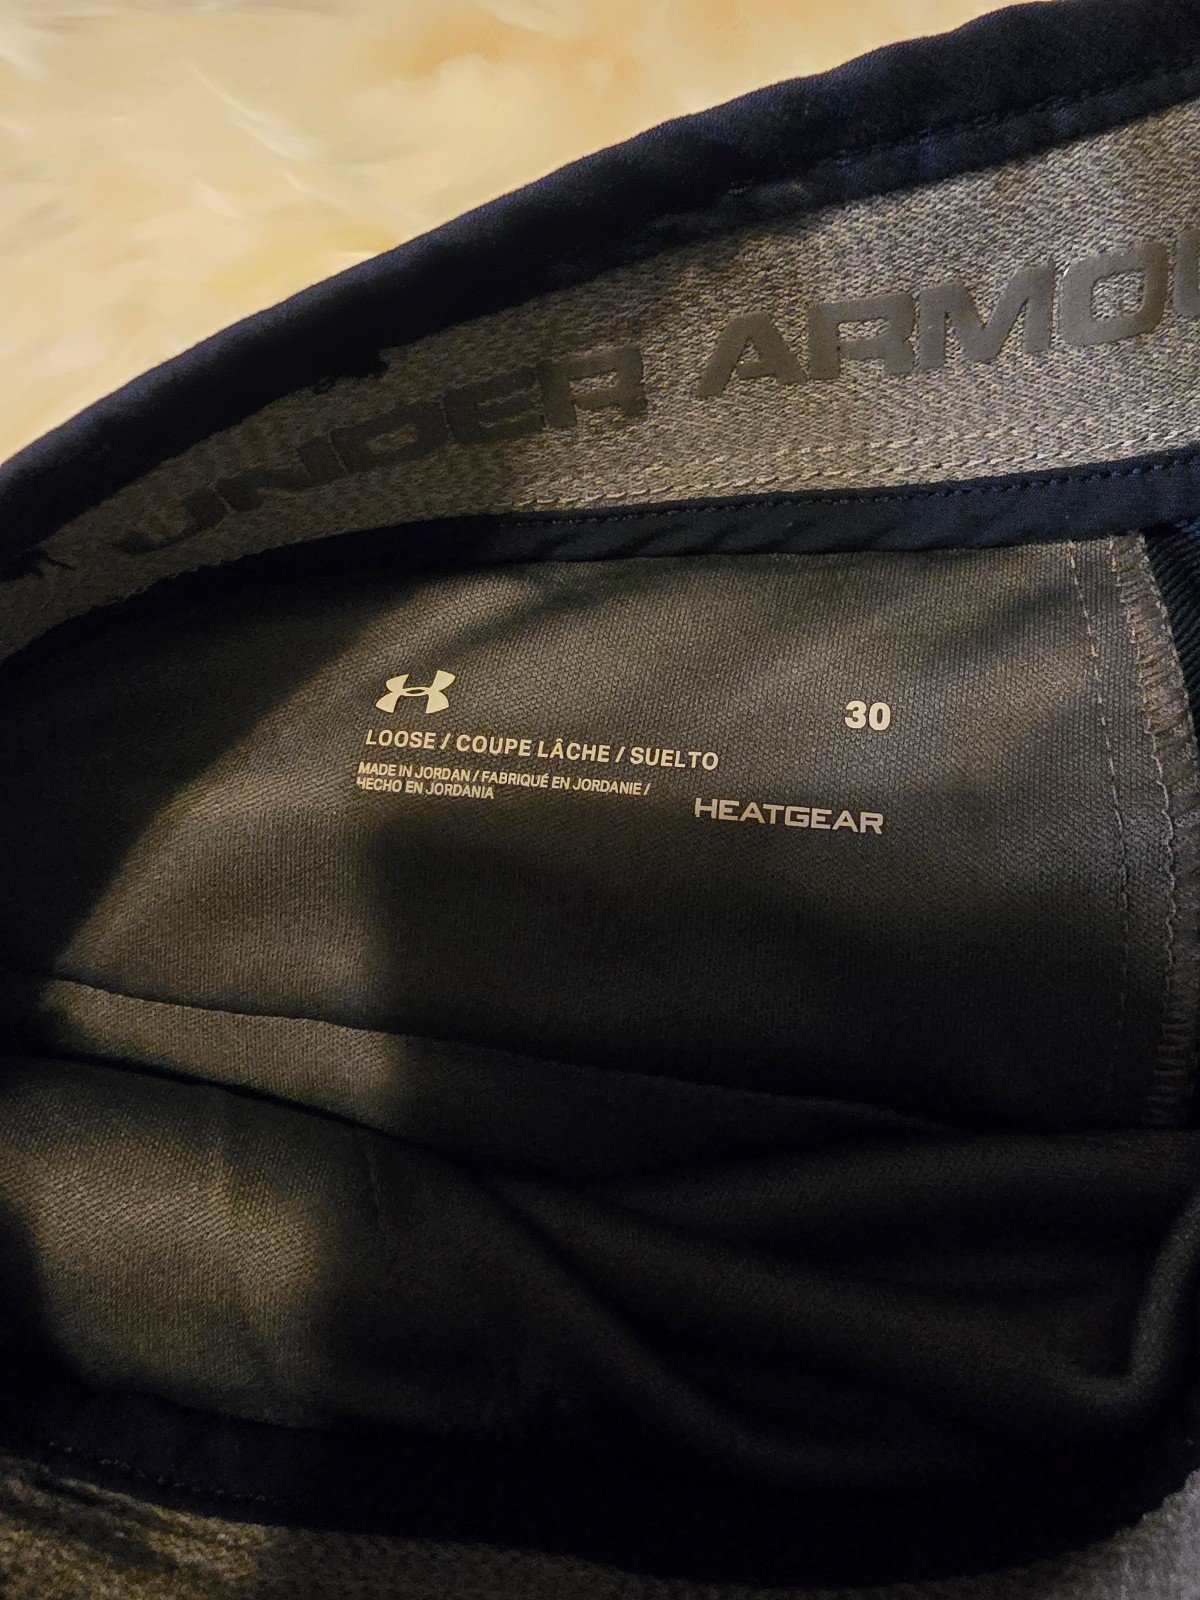 UNDER ARMOU
30
LOOSE / COUPE LÂCHE / SUELTO
MADE IN JORDAN / FABRIQUÉ EN JORDANIE /
HECHO EN JORDANIA
HEATGEAR